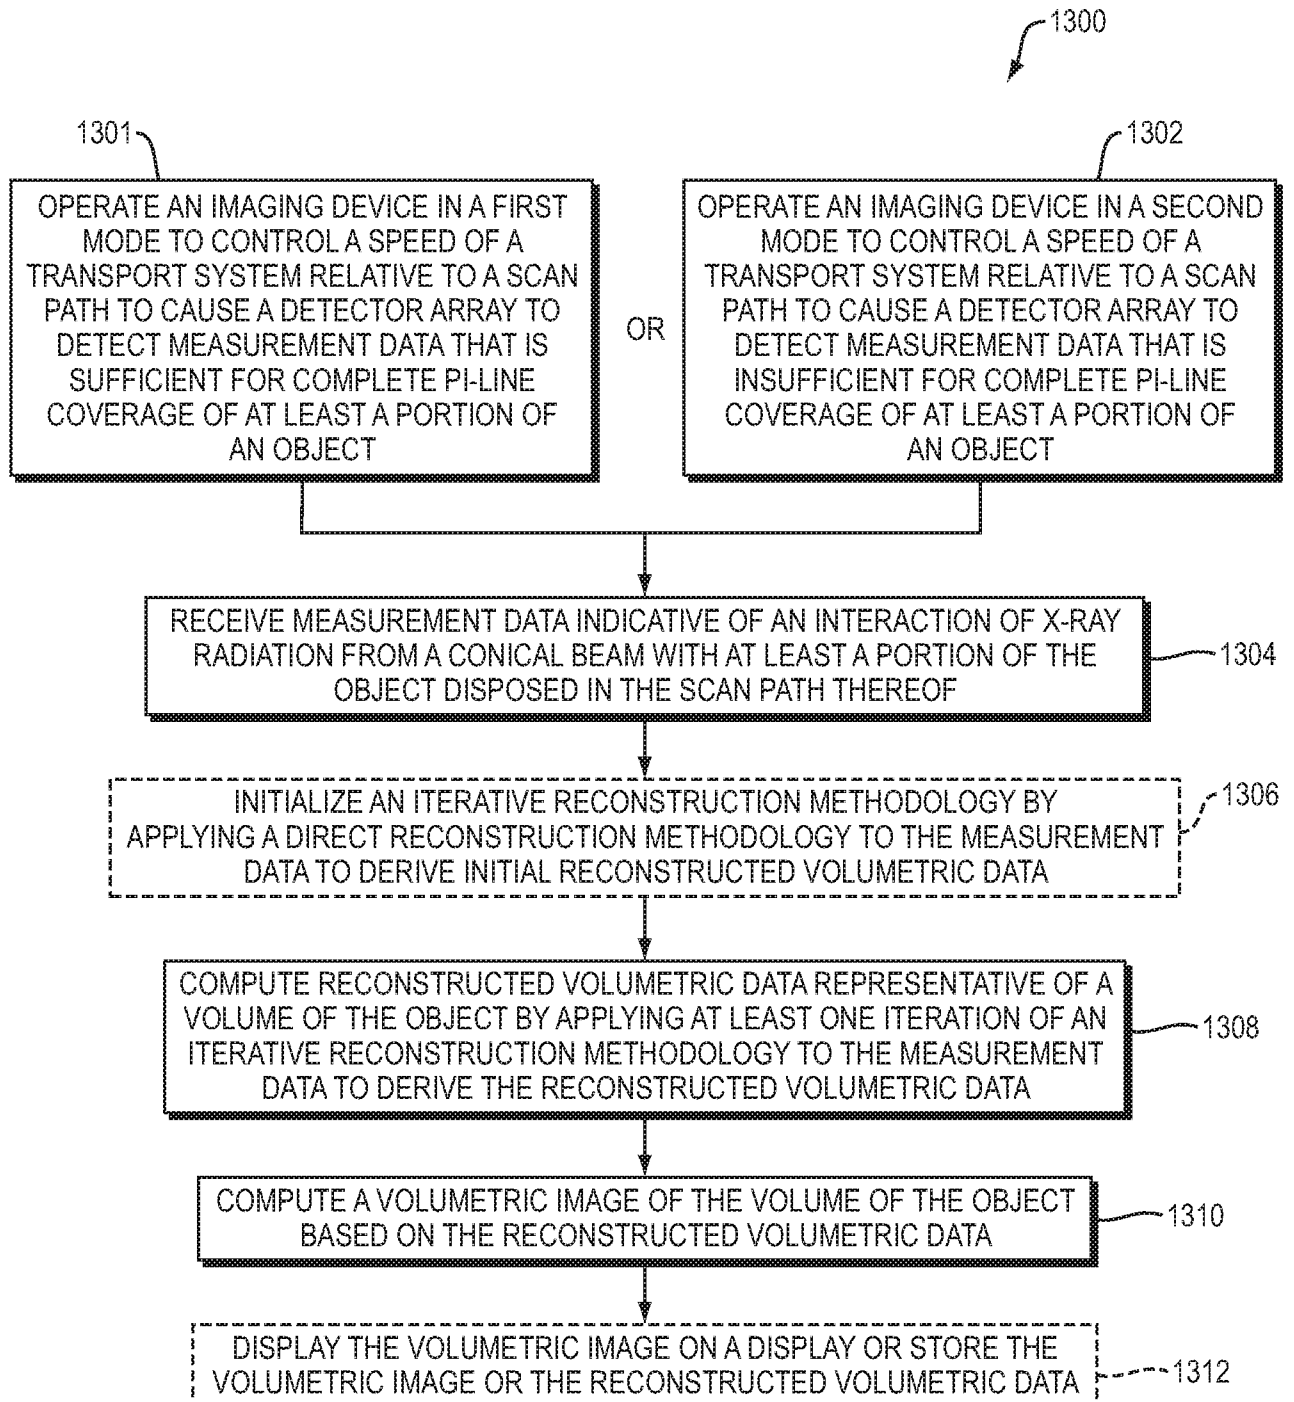 1300
1301
1302
OPERATE AN IMAGING DEVICE IN A FIRST
MODE TO CONTROL A SPEED OF A
TRANSPORT SYSTEM RELATIVE TO A SCAN
PATH TO CAUSE A DETECTOR ARRAY TO
DETECT MEASUREMENT DATA THAT IS
SUFFICIENT FOR COMPLETE PI-LINE
COVERAGE OF AT LEAST A PORTION OF
AN OBJECT
OR
OPERATE AN IMAGING DEVICE IN A SECOND
MODE TO CONTROL A SPEED OF A
TRANSPORT SYSTEM RELATIVE TO A SCAN
PATH TO CAUSE A DETECTOR ARRAY TO
DETECT MEASUREMENT DATA THAT IS
INSUFFICIENT FOR COMPLETE PI-LINE
COVERAGE OF AT LEAST A PORTION OF
AN OBJECT
RECEIVE MEASUREMENT DATA INDICATIVE OF AN INTERACTION OF X-RAY
RADIATION FROM A CONICAL BEAM WITH AT LEAST A PORTION OF THE
OBJECT DISPOSED IN THE SCAN PATH THEREOF
1304
INITIALIZE AN ITERATIVE RECONSTRUCTION METHODOLOGY BY
APPLYING A DIRECT RECONSTRUCTION METHODOLOGY TO THE MEASUREMENT
DATA TO DERIVE INITIAL RECONSTRUCTED VOLUMETRIC DATA
1306
COMPUTE RECONSTRUCTED VOLUMETRIC DATA REPRESENTATIVE OF A
VOLUME OF THE OBJECT BY APPLYING AT LEAST ONE ITERATION OF AN
ITERATIVE RECONSTRUCTION METHODOLOGY TO THE MEASUREMENT
DATA TO DERIVE THE RECONSTRUCTED VOLUMETRIC DATA
1308
COMPUTE A VOLUMETRIC IMAGE OF THE VOLUME OF THE OBJECT
BASED ON THE RECONSTRUCTED VOLUMETRIC DATA
1310
DISPLAY THE VOLUMETRIC IMAGE ON A DISPLAY OR STORE THE
VOLUMETRIC IMAGE OR THE RECONSTRUCTED VOLUMETRIC DATA
1312